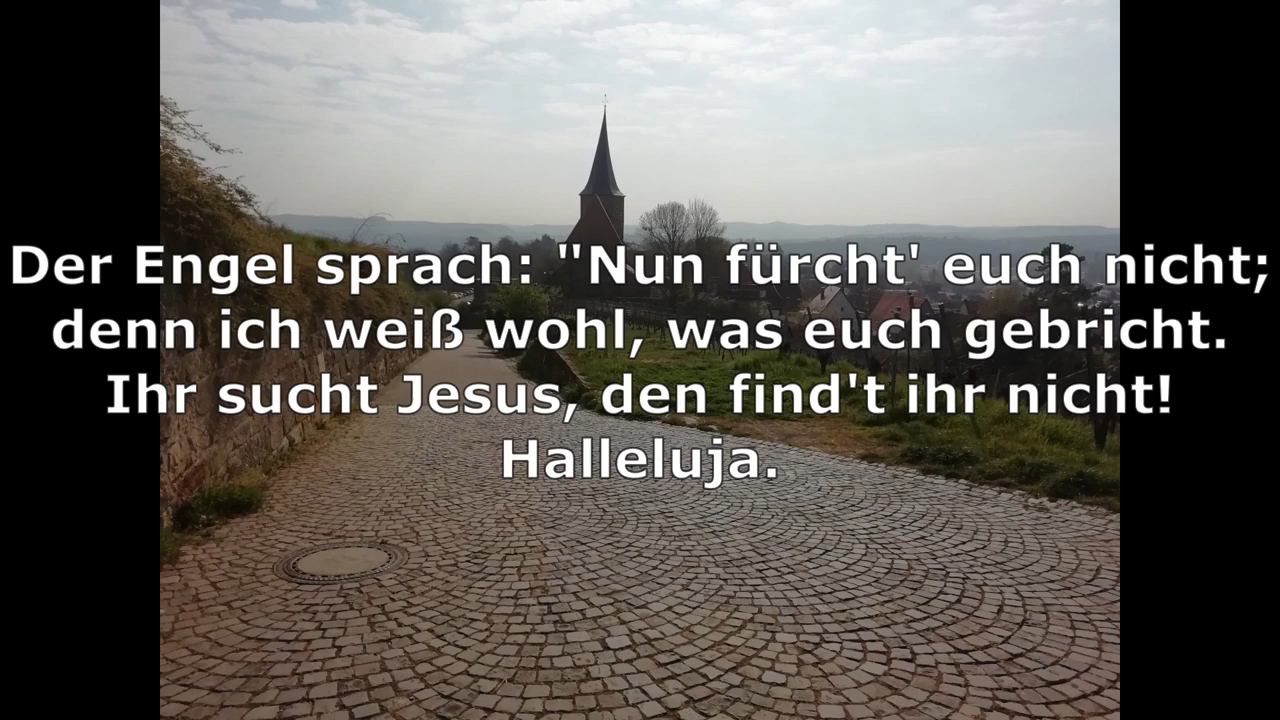 Der Engel sprach: "Nun fürcht' euch nicht;
denn ich weiß wohl, was euch gebricht.
Ihr sucht Jesus, den find't ihr nicht!
Halleluja.